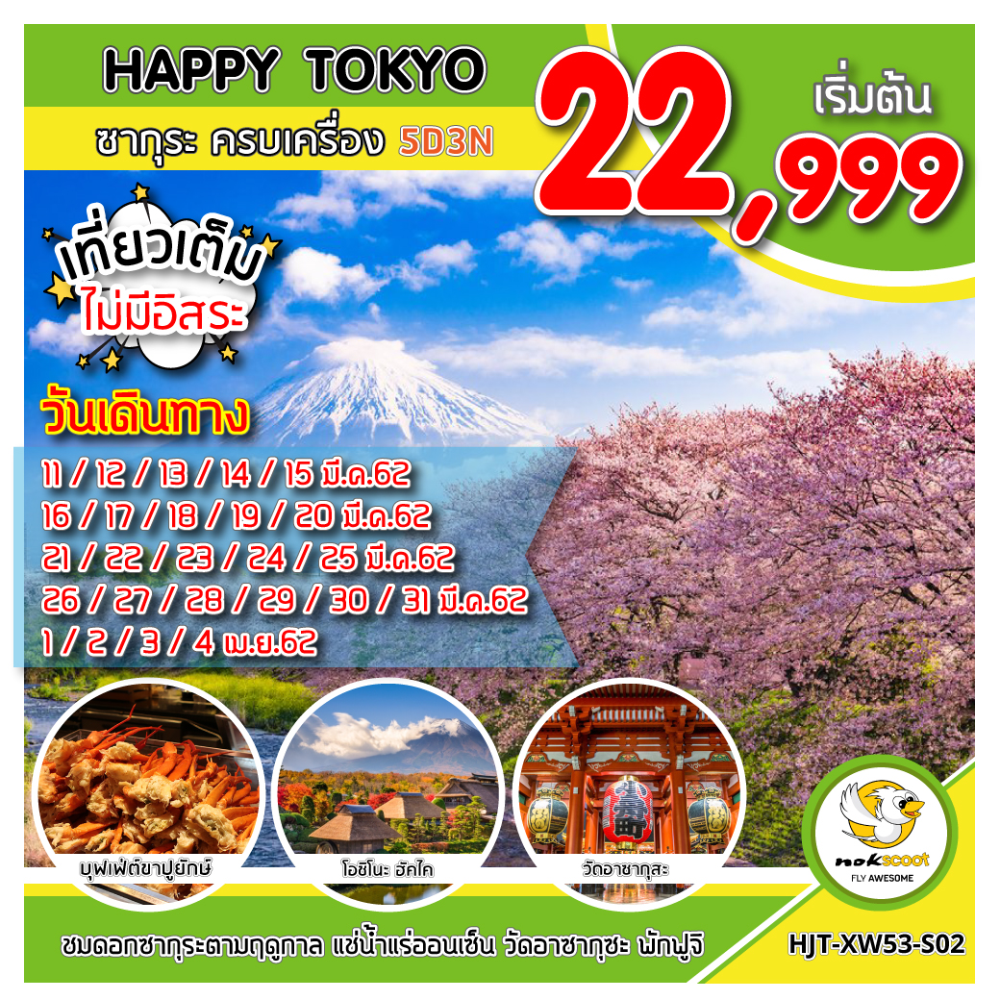 HAPPY TOKYO
ซากุระ ครบเครื่อง 5D3N
เริ่มต้น
22,999
เที่ยวเต็ม
ไม่มีอิสระ
วันเดินทาง
11 / 12 / 13 / 14 / 15 มี.ค.62
16 / 17 / 18 / 19 / 20 มี.ค.62
21 / 22 / 23 / 24 / 25 มี.ค.62
26 / 27 / 28 / 29 / 30 / 31 มี.ค.62
1 / 2 / 3 / 4 เม.ย.62
บุฟเฟ่ต์ขาปูยักษ์
โอชิโนะ ฮัคไค
วัดอาซากุสะ
nokscoot
FLY AWESOME
ชมดอกซากุระตามฤดูกาล แช่น้ำแร่ออนเซ็น วัดอาซากุซะ พักฟูจิ
HJT-XW53-S02